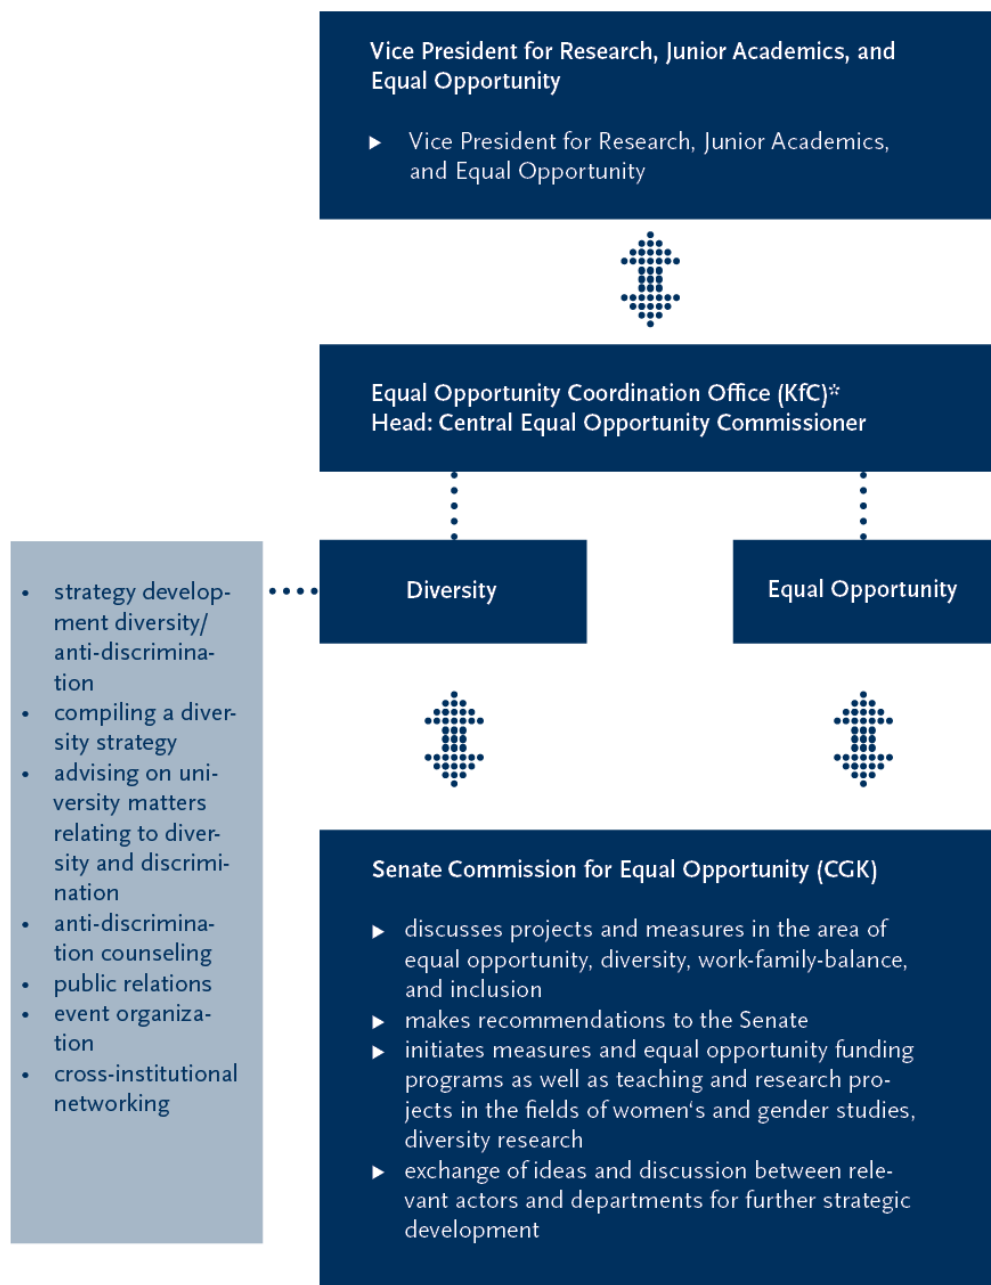 Vice President for Research, Junior Academics, and
Equal Opportunity
► Vice President for Research, Junior Academics,
and Equal Opportunity
Equal Opportunity Coordination Office (KfC)*
Head: Central Equal Opportunity Commissioner
Diversity
Equal Opportunity
• strategy develop-
ment diversity/
anti-discrimina-
tion
• compiling a diver-
sity strategy
• advising on uni-
versity matters
relating to diver-
sity and discrimi-
nation
• anti-discrimina-
tion counseling
• public relations
• event organiza-
tion
• cross-institutional
networking
Senate Commission for Equal Opportunity (CGK)
► discusses projects and measures in the area of
equal opportunity, diversity, work-family-balance,
and inclusion
► makes recommendations to the Senate
► initiates measures and equal opportunity funding
programs as well as teaching and research pro-
jects in the fields of women‘s and gender studies,
diversity research
► exchange of ideas and discussion between rele-
vant actors and departments for further strategic
development